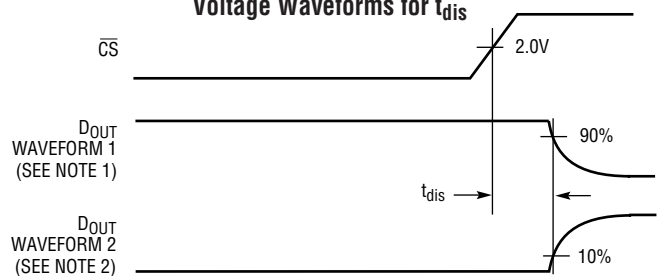 Voltage Waveforms for tdis
CS
2.0V
DOUT
WAVEFORM 1
(SEE NOTE 1)
90%
tdis
DOUT
WAVEFORM 2
(SEE NOTE 2)
10%